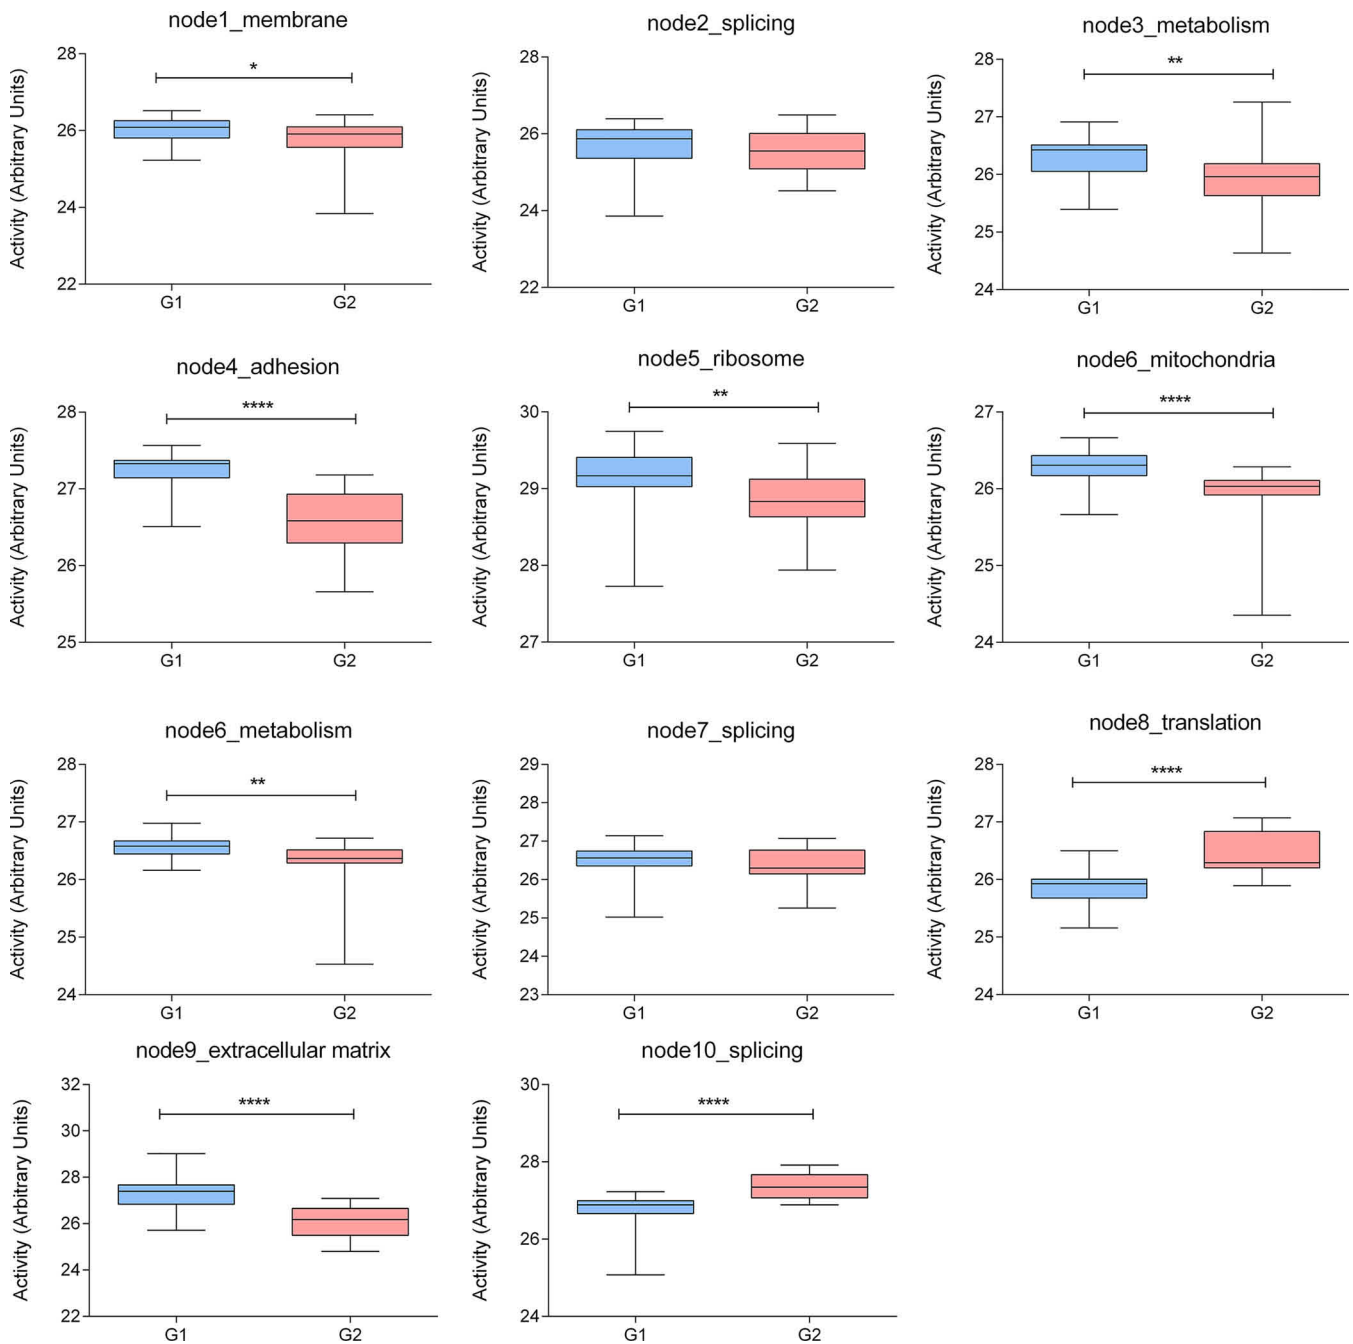 node1_membrane
Activity (Arbitrary Units)
28
26
24
22
*
G1
G2
node2_splicing
Activity (Arbitrary Units)
28
26
24
22
G1
G2
node3_metabolism
Activity (Arbitrary Units)
28
27
26
25
24
**
G1
G2
node4_adhesion
Activity (Arbitrary Units)
28
27
26
25
****
G1
G2
node5_ribosome
Activity (Arbitrary Units)
30
29
28
27
**
G1
G2
node6_mitochondria
Activity (Arbitrary Units)
27
26
25
24
****
G1
G2
node6_metabolism
Activity (Arbitrary Units)
28
27
26
25
24
**
G1
G2
node7_splicing
Activity (Arbitrary Units)
29
28
27
26
25
24
23
G1
G2
node8_translation
Activity (Arbitrary Units)
28
27
26
25
24
****
G1
G2
node9_extracellular matrix
Activity (Arbitrary Units)
32
30
28
26
24
22
****
G1
G2
node10_splicing
Activity (Arbitrary Units)
30
28
26
24
****
G1
G2